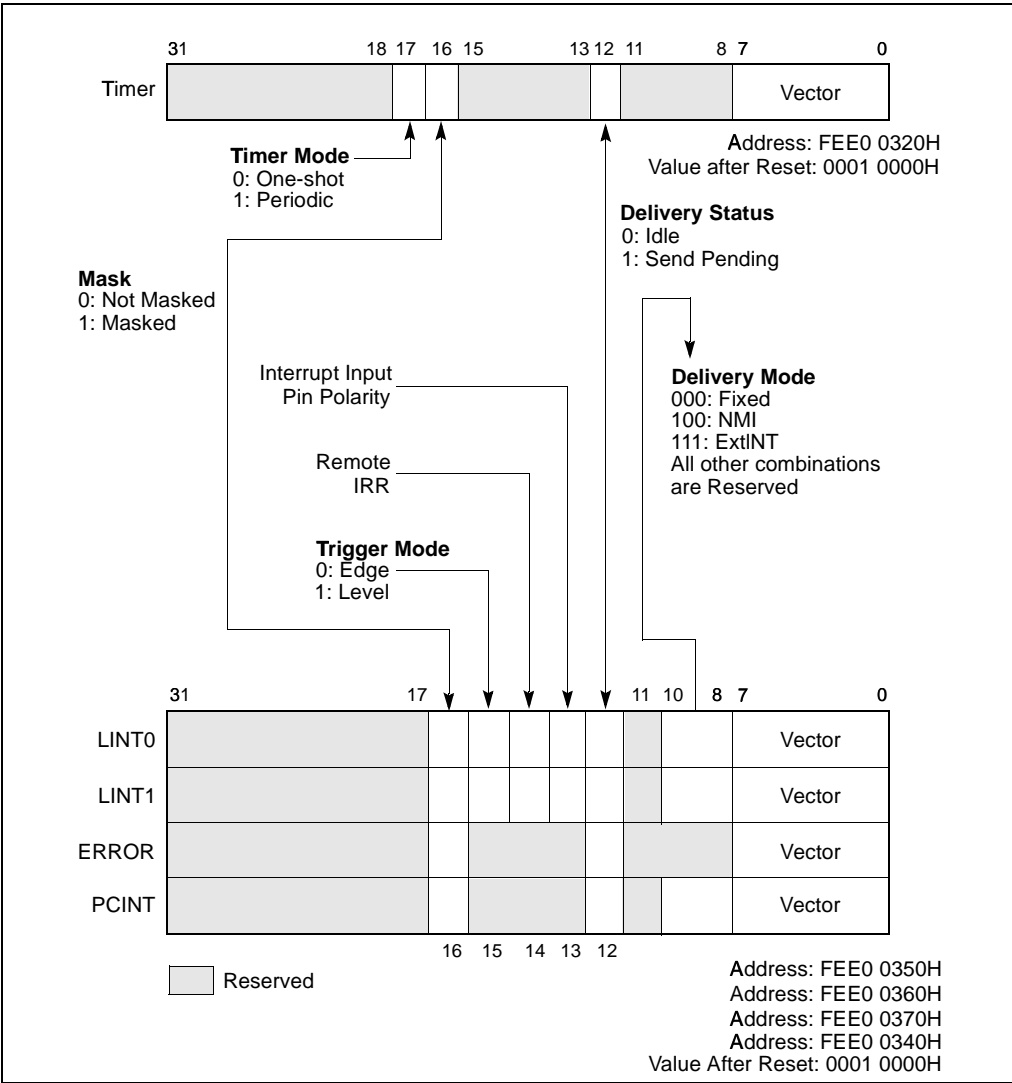 31 18 17 16 15 13 12 11 8 7 0
Timer Vector
Address: FEE0 0320H
Value after Reset: 0001 0000H
Timer Mode
0: One-shot
1: Periodic
Delivery Status
0: Idle
1: Send Pending
Mask
0: Not Masked
1: Masked
Interrupt Input
Pin Polarity
Delivery Mode
000: Fixed
100: NMI
111: ExtlNT
All other combinations
are Reserved
Remote
IRR
Trigger Mode
0: Edge
1: Level
31 17 11 10 8 7 0
LINT0 Vector
LINT1 Vector
ERROR Vector
PCINT Vector
16 15 14 13 12
Reserved
Address: FEE0 0350H
Address: FEE0 0360H
Address: FEE0 0370H
Address: FEE0 0340H
Value After Reset: 0001 0000H